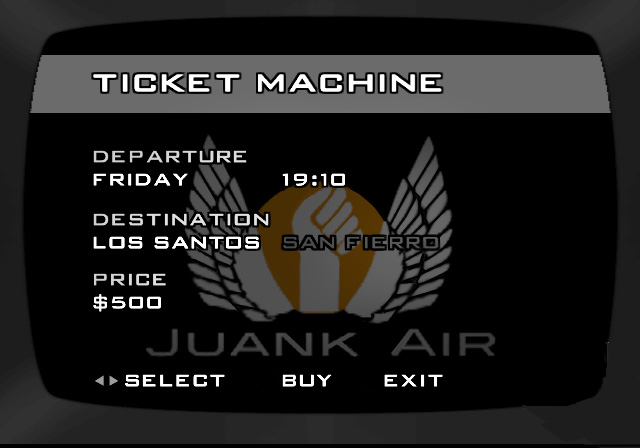 TICKET MACHINE
DEPARTURE
FRIDAY 19:10
DESTINATION
LOS SANTOS SAN FIERRO
PRICE
$500
JUANK AIR
SELECT BUY EXIT